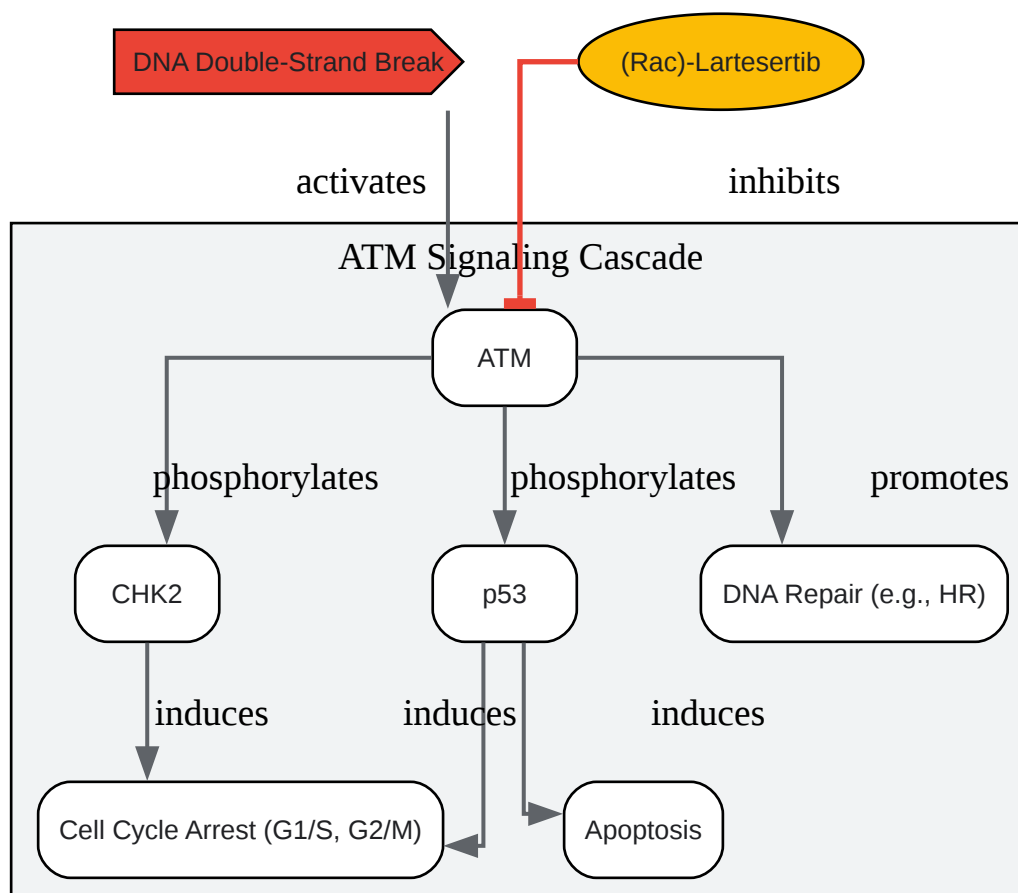 DNA Double-Strand Break
(Rac)-Lartesertib
activates
inhibits
ATM Signaling Cascade
ATM
phosphorylates
phosphorylates
promotes
CHK2
p53
DNA Repair (e.g., HR)
induces
induces
induces
Cell Cycle Arrest (G1/S, G2/M)
Apoptosis